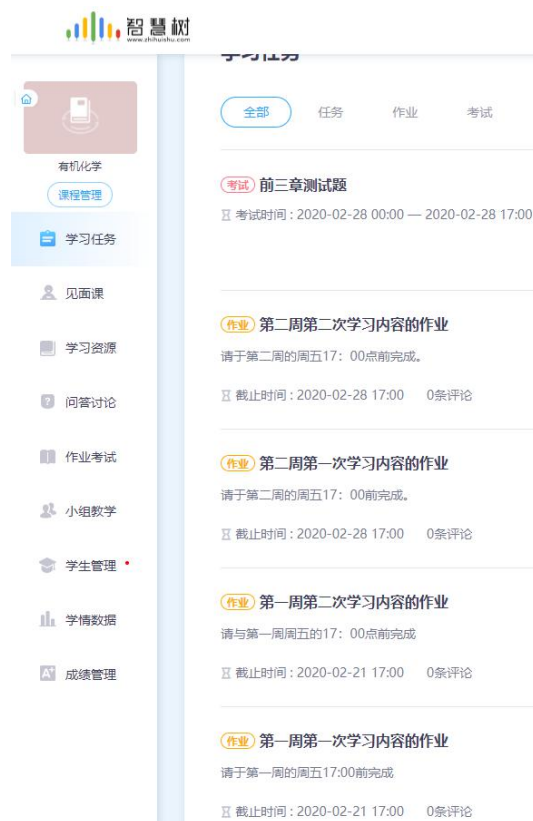 智慧树
www.zhihuishu.com
学习任务
全部 任务 作业 考试
有机化学
课程管理
学习任务
见面课
学习资源
问答讨论
作业考试
小组教学
学生管理
学情数据
成绩管理
考试 前三章测试题
考试时间 : 2020-02-28 00:00 — 2020-02-28 17:00
作业 第二周第二次学习内容的作业
请于第二周的周五17：00点前完成。
截止时间 : 2020-02-28 17:00 0条评论
作业 第二周第一次学习内容的作业
请于第二周的周五17：00前完成。
截止时间 : 2020-02-28 17:00 0条评论
作业 第一周第二次学习内容的作业
请与第一周周五的17：00点前完成
截止时间 : 2020-02-21 17:00 0条评论
作业 第一周第一次学习内容的作业
请于第一周的周五17:00前完成
截止时间 : 2020-02-21 17:00 0条评论